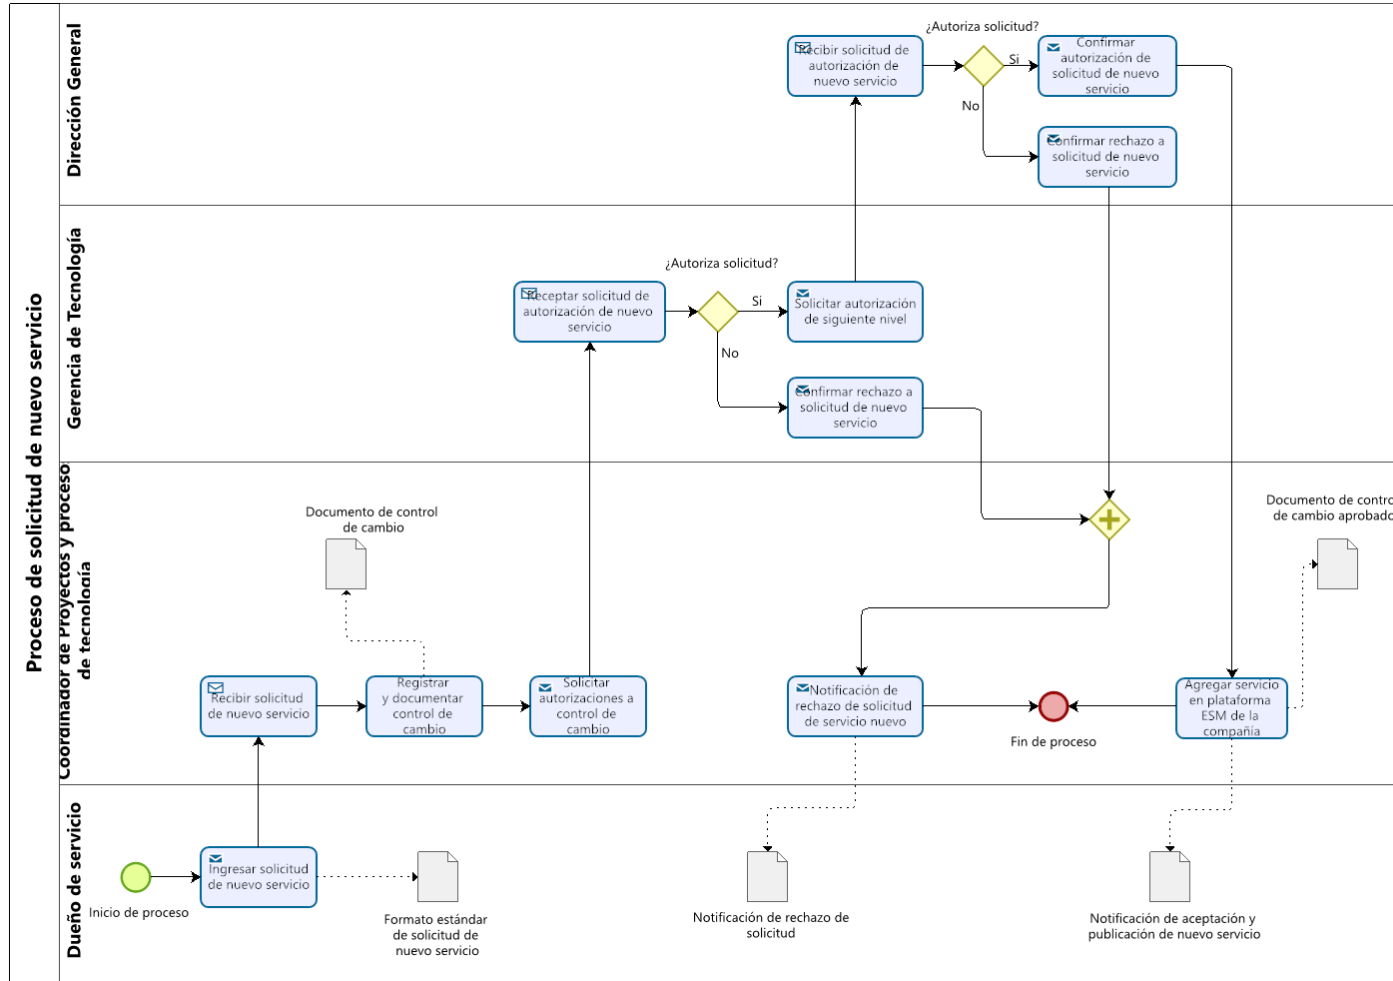 Proceso de solicitud de nuevo servicio
Dirección General
¿Autoriza solicitud?
Recibir solicitud de
autorización de
nuevo servicio
Si
No
Confirmar
autorización de
solicitud de nuevo
servicio
Confirmar rechazo a
solicitud de nuevo
servicio
Gerencia de Tecnología
Receptar solicitud de
autorización de nuevo
servicio
¿Autoriza solicitud?
Si
No
Solicitar autorización
de siguiente nivel
Confirmar rechazo a
solicitud de nuevo
servicio
Coordinador de Proyectos y proceso
de tecnología
Documento de control
de cambio
Documento de contro
de cambio aprobado
Recibir solicitud
de nuevo servicio
Registrar
y documentar
control de
cambio
Solicitar
autorizaciones a
control de
cambio
Notificación de
rechazo de solicitud
de servicio nuevo
Fin de proceso
Agregar servicio
en plataforma
ESM de la
compañía
Dueño de servicio
Inicio de proceso
Ingresar solicitud
de nuevo servicio
Formato estándar
de solicitud de
nuevo servicio
Notificación de rechazo de
solicitud
Notificación de aceptación y
publicación de nuevo servicio